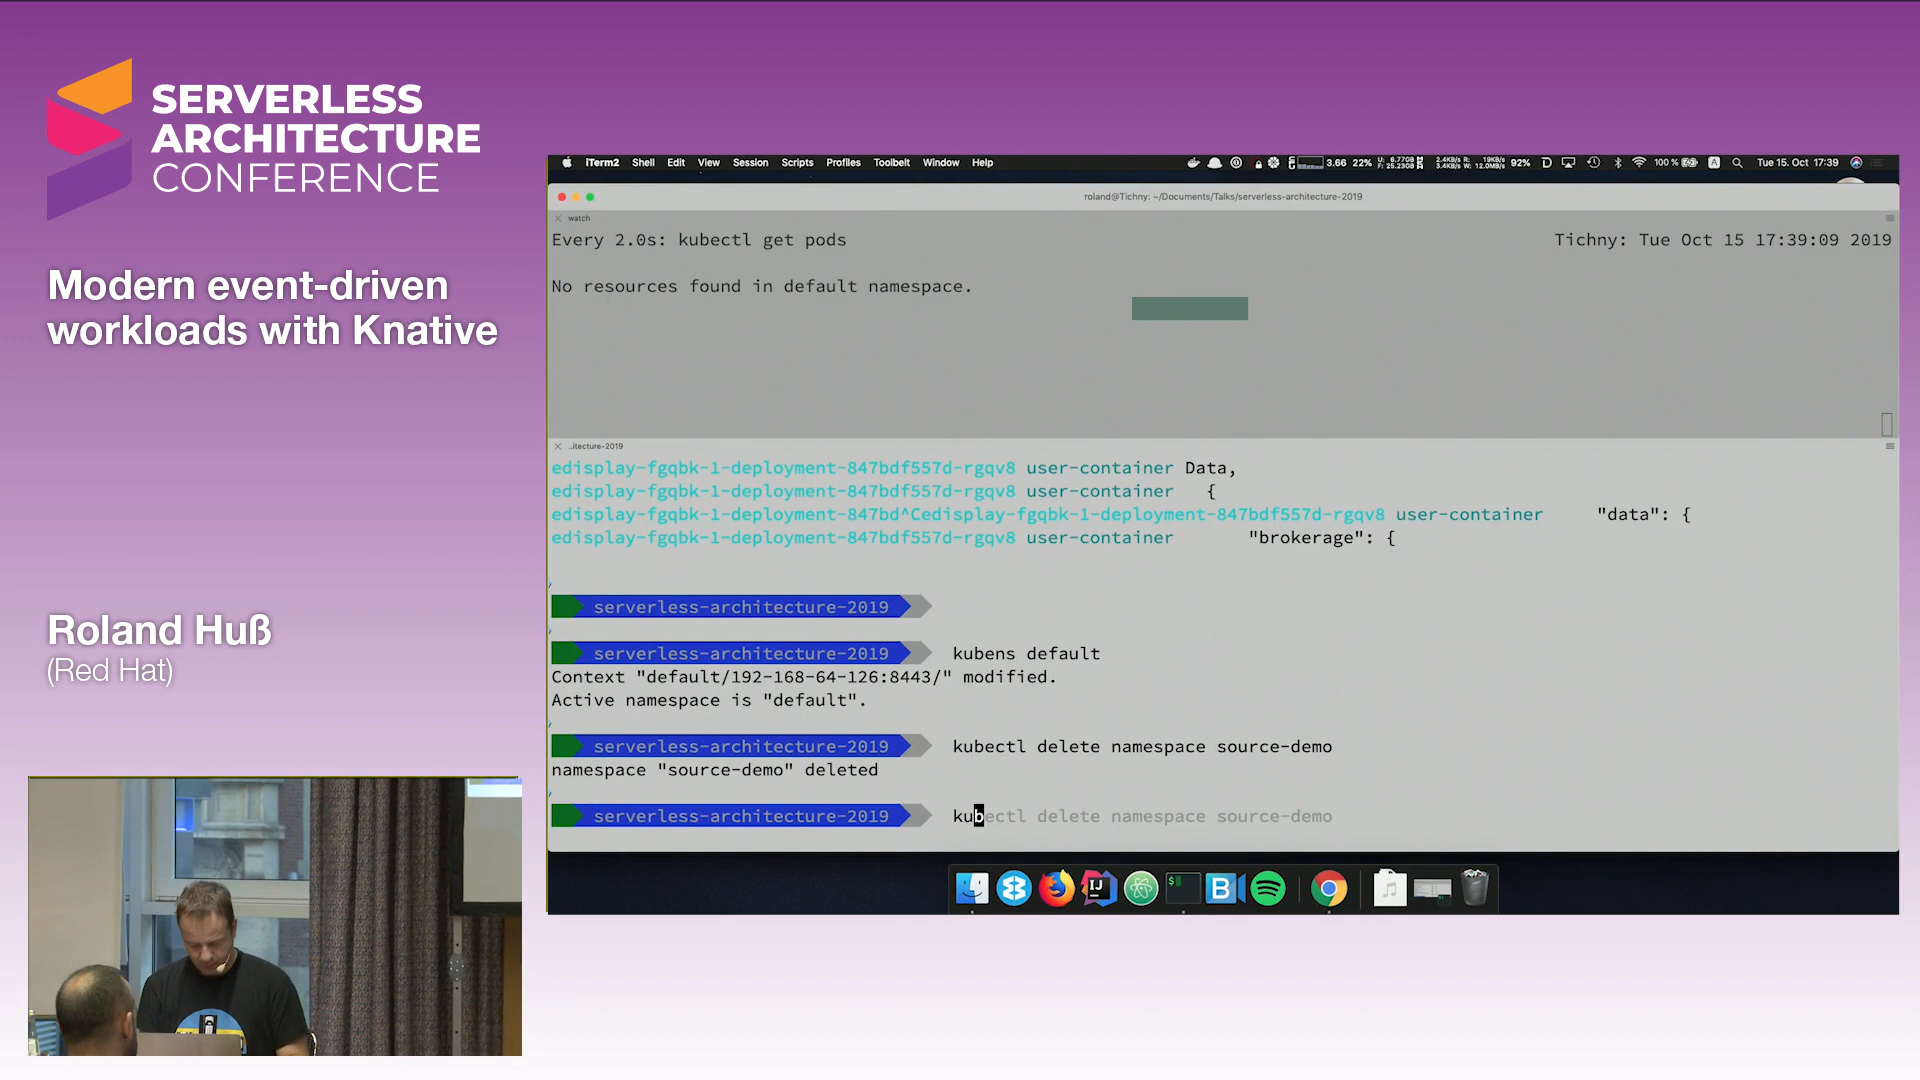 SERVERLESS
ARCHITECTURE
CONFERENCE
Modern event-driven
workloads with Knative
Roland Huß
(Red Hat)
iTerm2 Shell Edit View Session Scripts Profiles Toolbelt Window Help
3.66 22% 92% 100 % Tue 15. Oct 17:39
roland@Tichny: ~/Documents/Talks/serverless-architecture-2019
watch
Every 2.0s: kubectl get pods Tichny: Tue Oct 15 17:39:09 2019
No resources found in default namespace.
..itecture-2019
edisplay-fgqbk-1-deployment-847bdf557d-rgqv8 user-container Data,
edisplay-fgqbk-1-deployment-847bdf557d-rgqv8 user-container {
edisplay-fgqbk-1-deployment-847bd^Cedisplay-fgqbk-1-deployment-847bdf557d-rgqv8 user-container "data": {
edisplay-fgqbk-1-deployment-847bdf557d-rgqv8 user-container "brokerage": {
serverless-architecture-2019
serverless-architecture-2019 kubens default
Context "default/192-168-64-126:8443/" modified.
Active namespace is "default".
serverless-architecture-2019 kubectl delete namespace source-demo
namespace "source-demo" deleted
serverless-architecture-2019 kubectl delete namespace source-demo